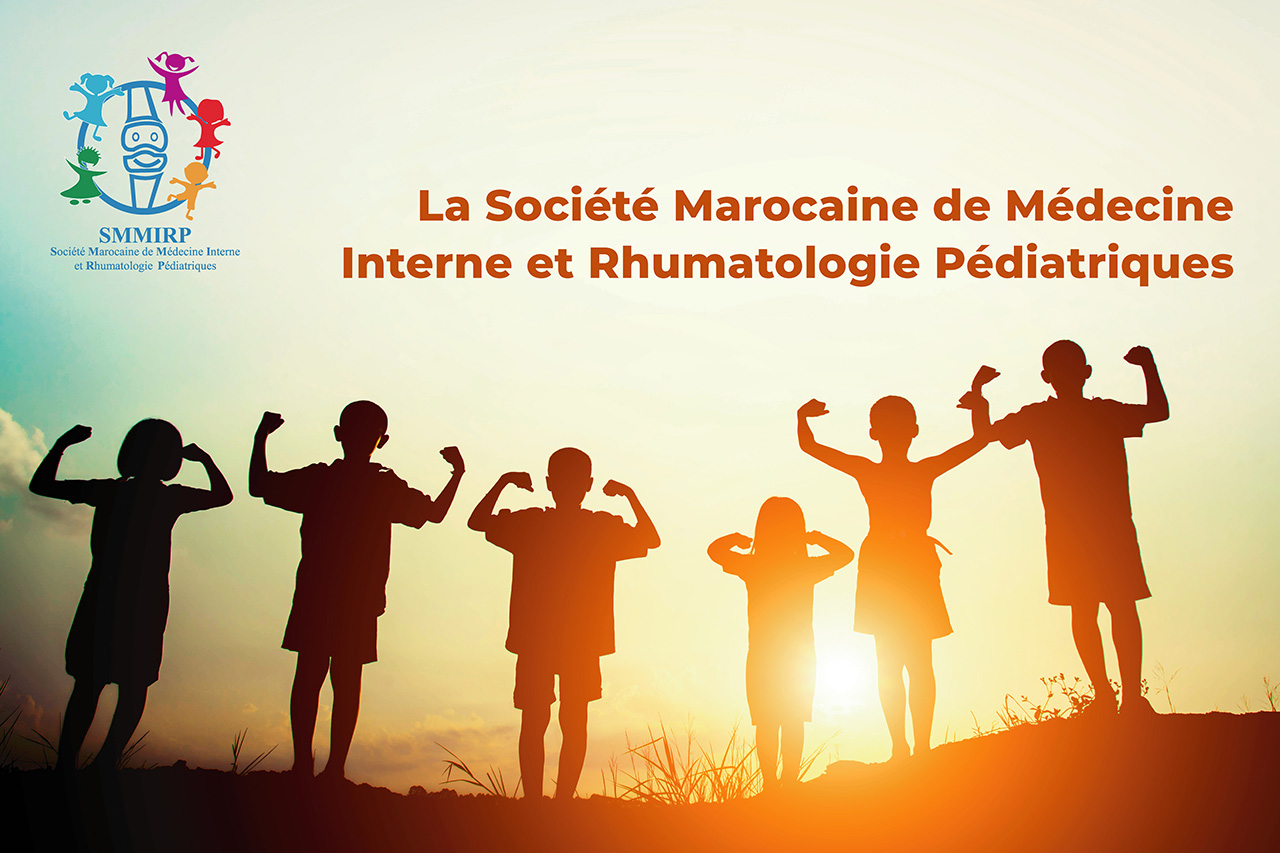 SMMIRP
Société Marocaine de Médecine Interne
et Rhumatologie Pédiatriques
La Société Marocaine de Médecine
Interne et Rhumatologie Pédiatriques